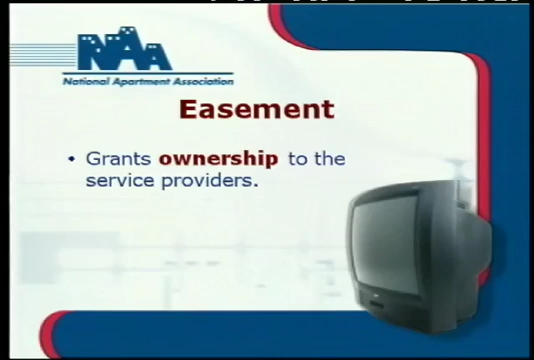 NAA
National Apartment Association
Easement
• Grants ownership to the
service providers.